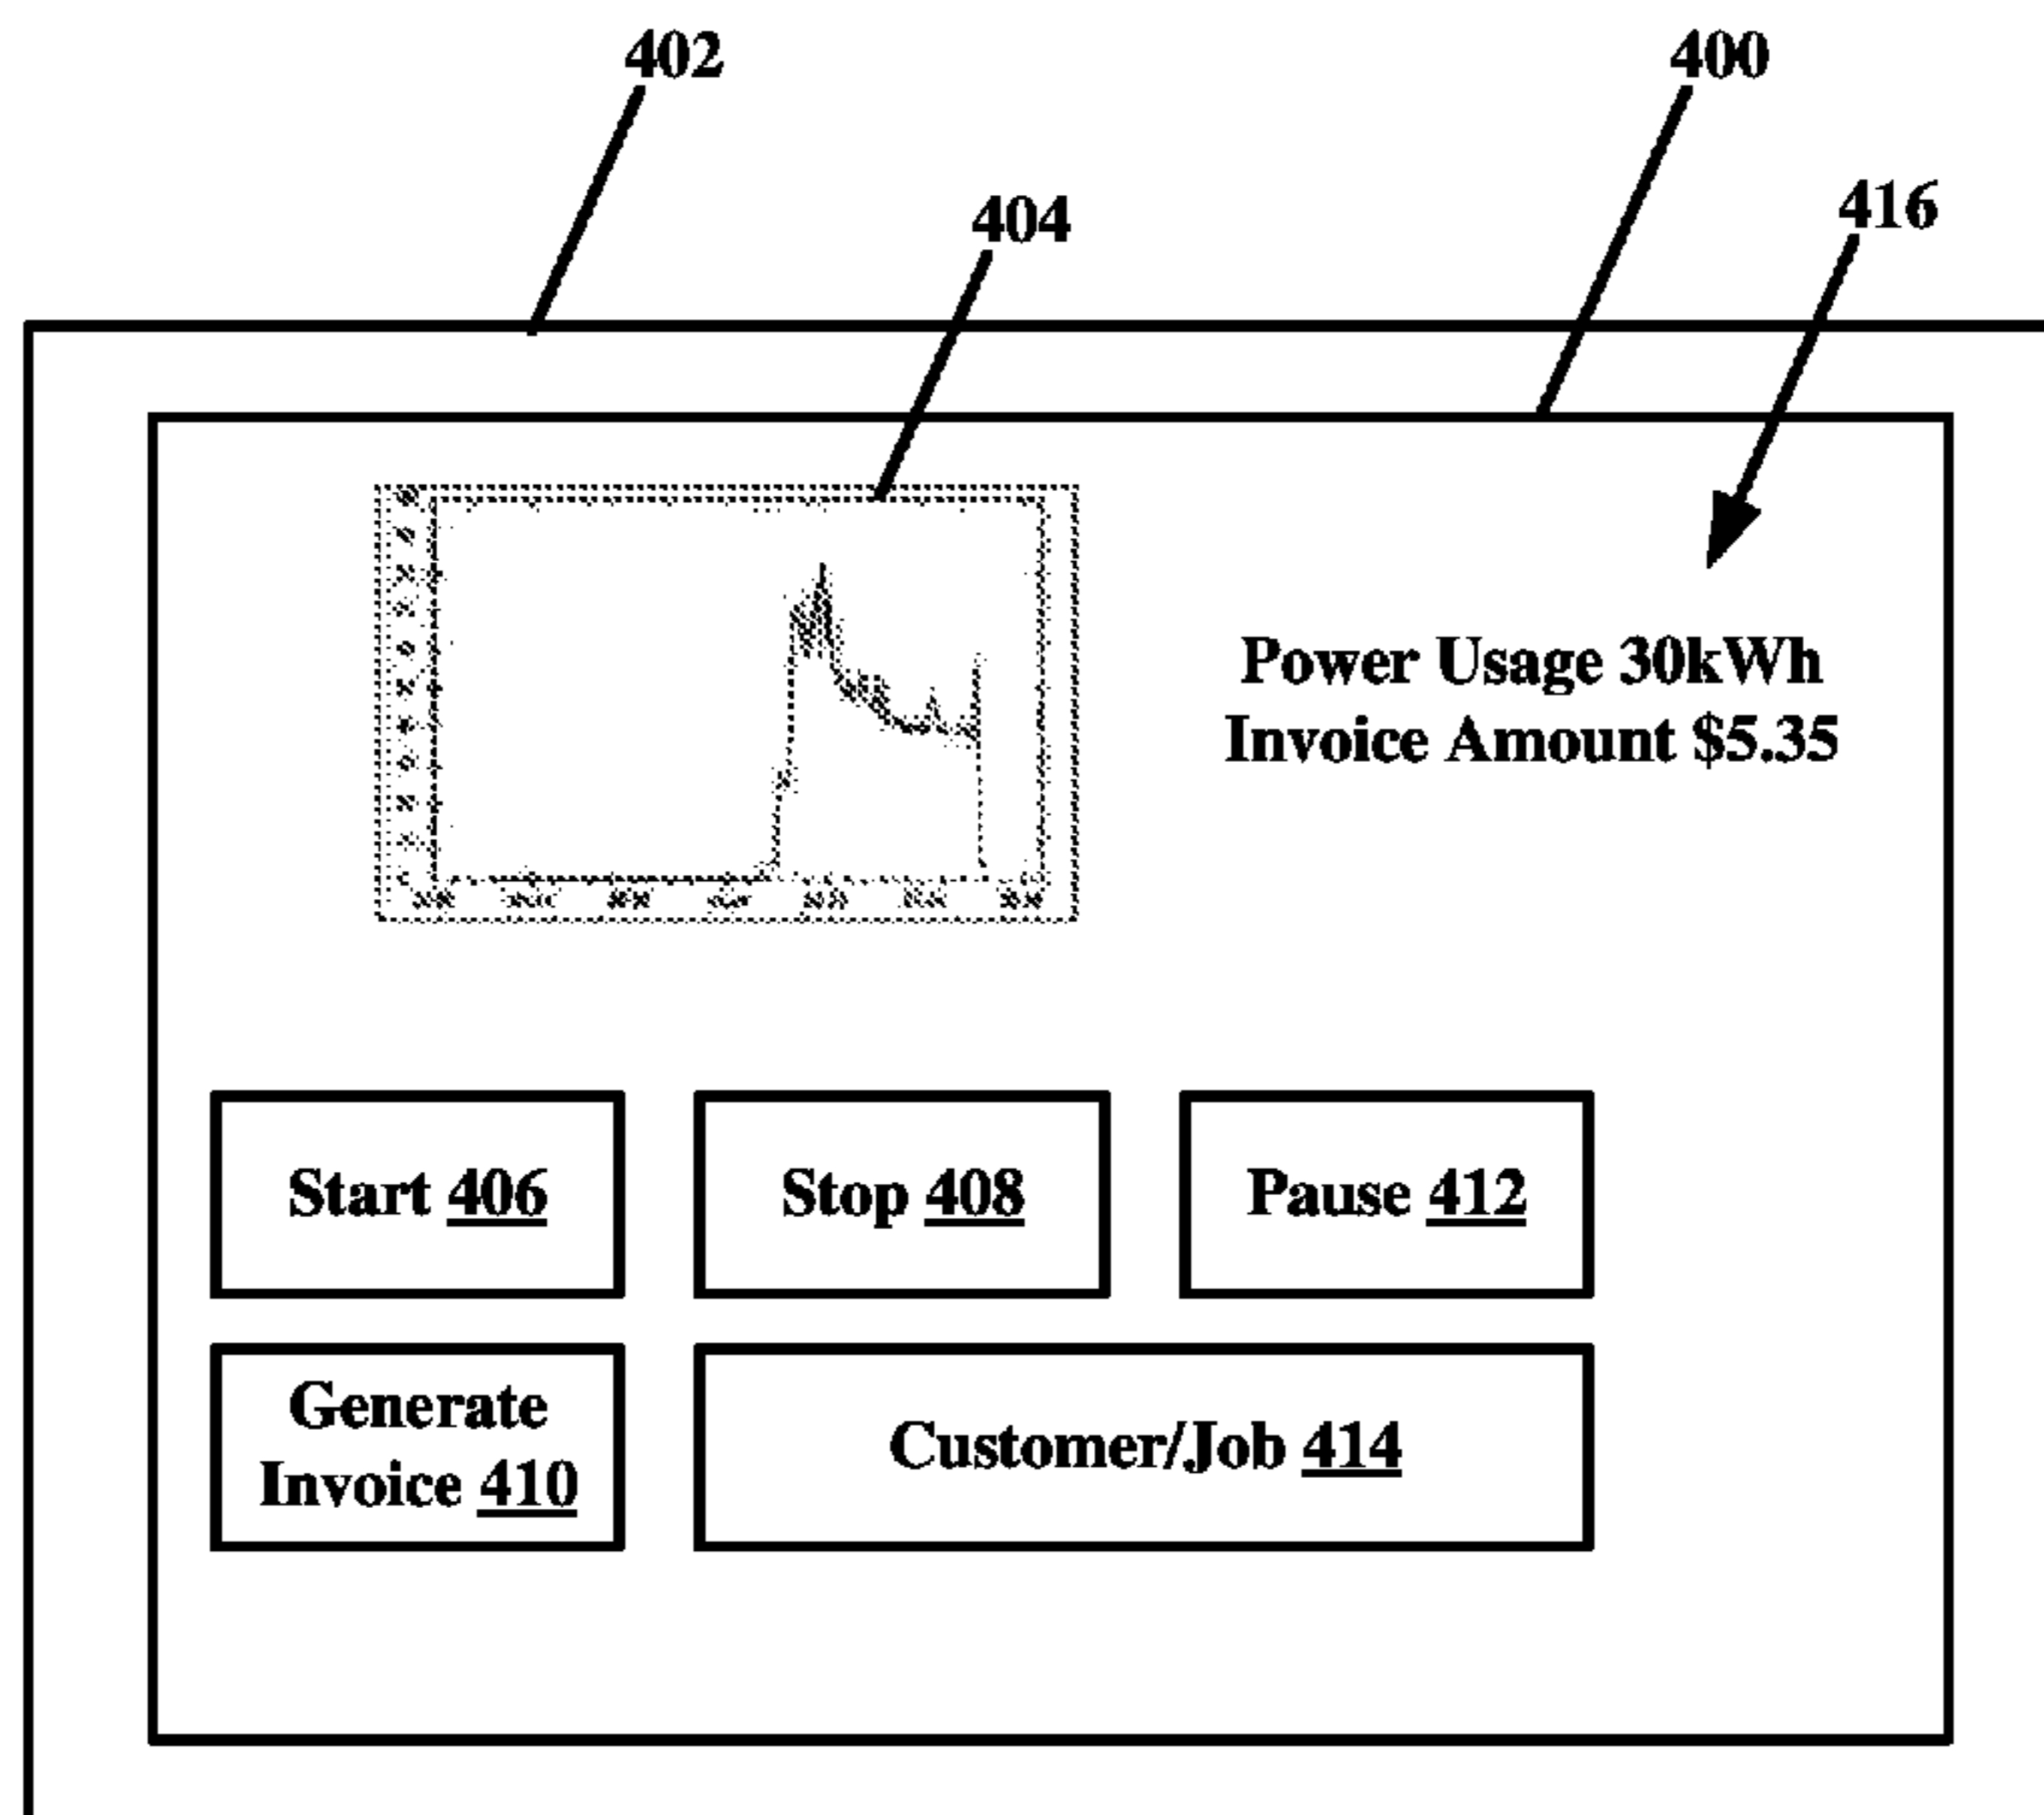 402
400
404
416
Power Usage 30kWh
Invoice Amount $5.35
Start 406
Stop 408
Pause 412
Generate
Invoice 410
Customer/Job 414